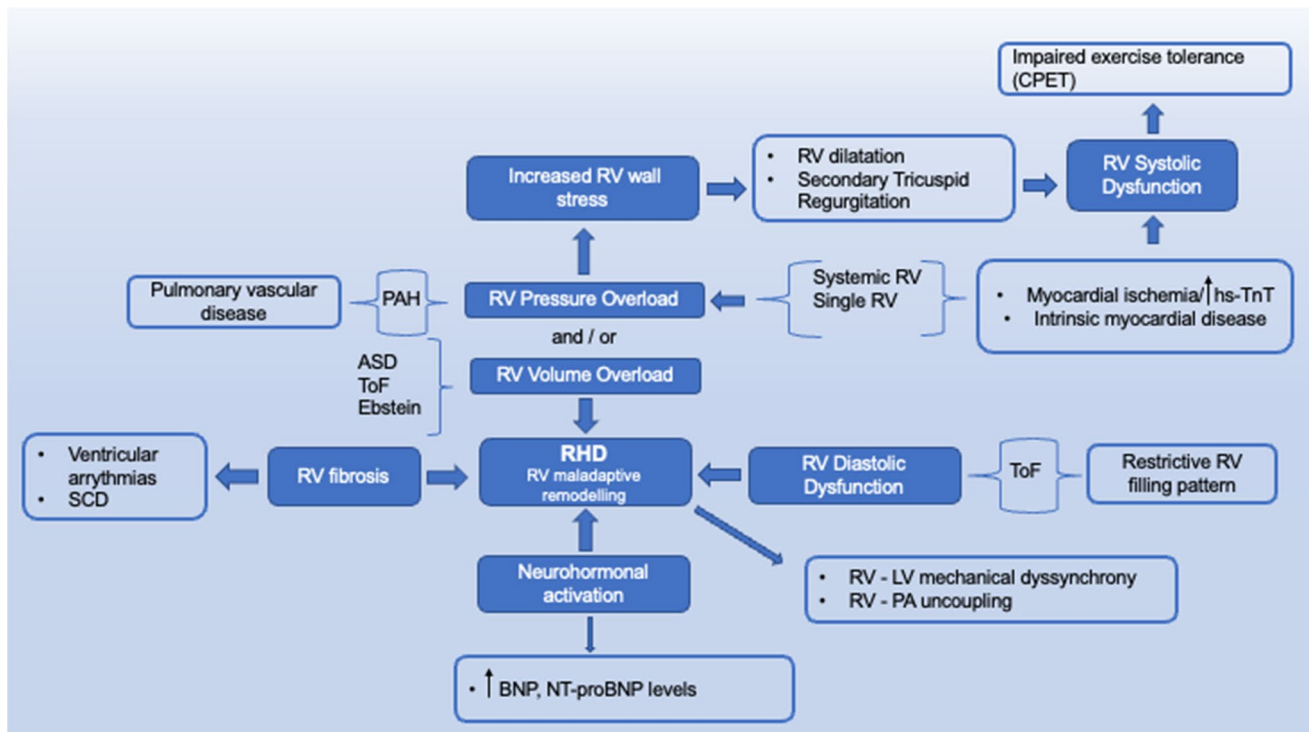 Impaired exercise tolerance
(CPET)
Increased RV wall
stress
• RV dilatation
• Secondary Tricuspid
Regurgitation
RV Systolic
Dysfunction
Pulmonary vascular
disease
PAH
RV Pressure Overload
Systemic RV
Single RV
• Myocardial ischemia/↑hs-TnT
• Intrinsic myocardial disease
and / or
ASD
ToF
Ebstein
RV Volume Overload
• Ventricular
arrythmias
• SCD
RV fibrosis
RHD
RV maladaptive
remodelling
RV Diastolic
Dysfunction
ToF
Restrictive RV
filling pattern
Neurohormonal
activation
• RV - LV mechanical dyssynchrony
• RV - PA uncoupling
• ↑ BNP, NT-proBNP levels